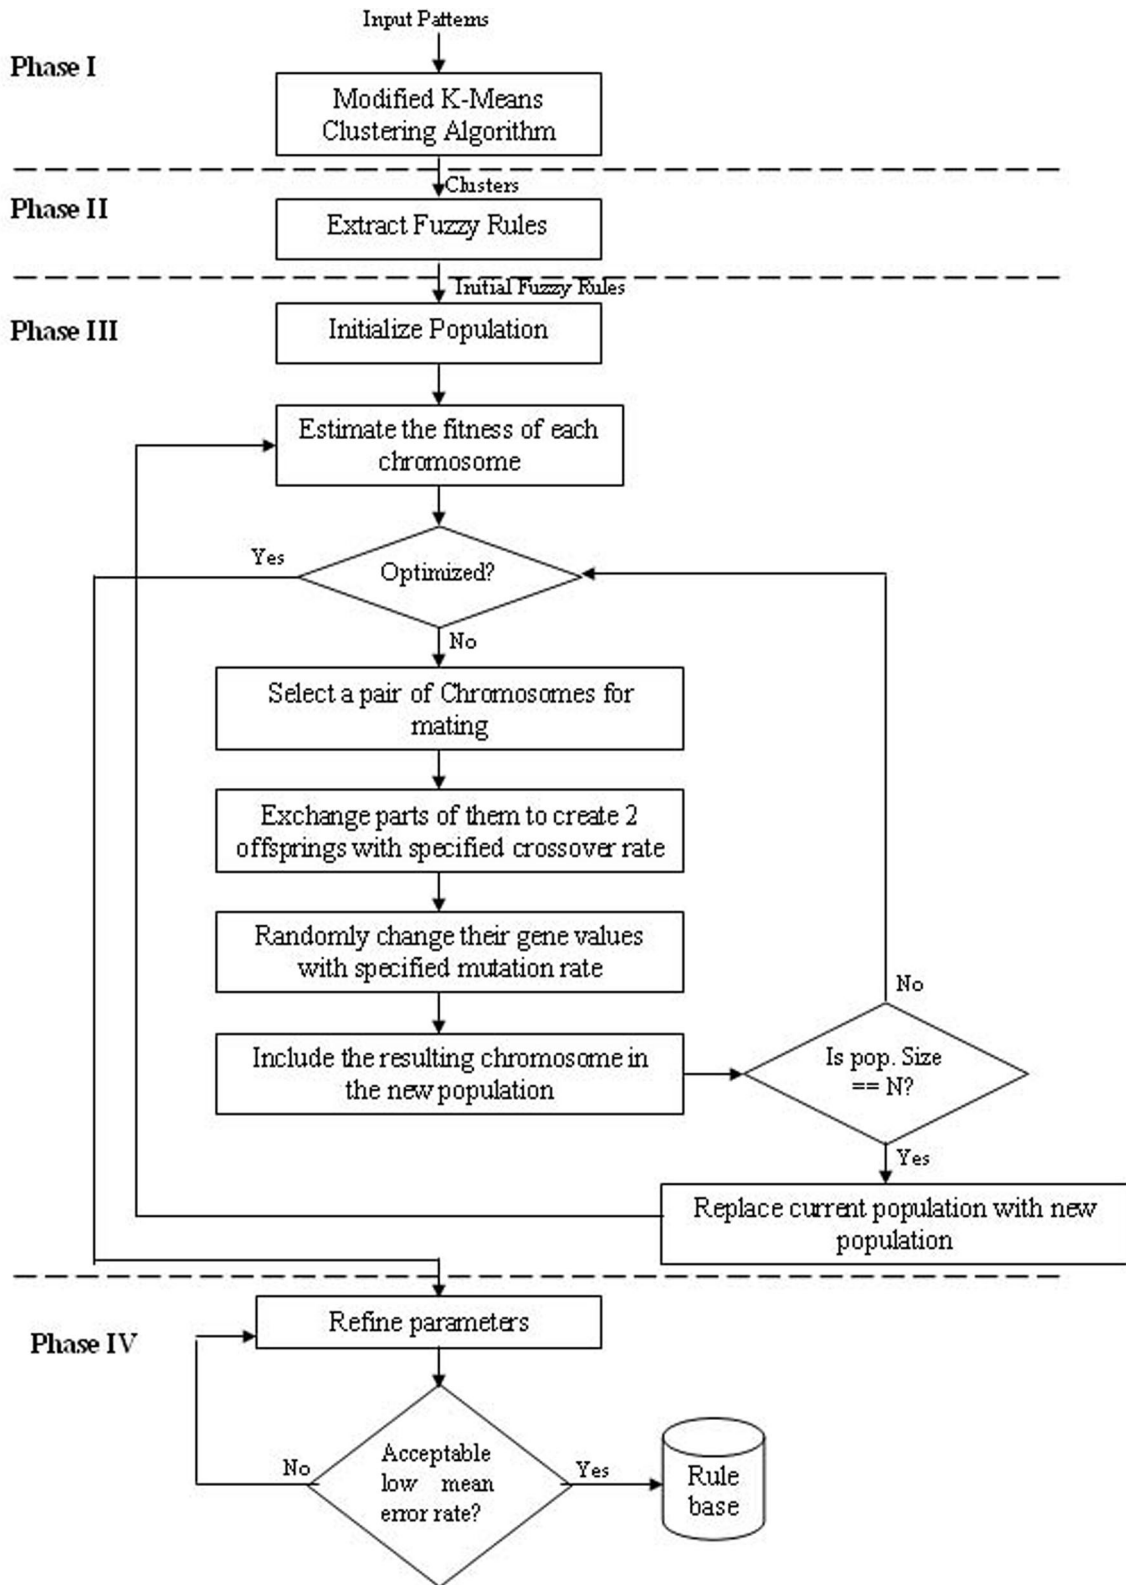 Input Patterns
Phase I
Modified K-Means
Clustering Algorithm
Clusters
Phase II
Extract Fuzzy Rules
Initial Fuzzy Rules
Phase III
Initialize Population
Estimate the fitness of each
chromosome
Yes
Optimized?
No
Select a pair of Chromosomes for
mating
Exchange parts of them to create 2
offsprings with specified crossover rate
Randomly change their gene values
with specified mutation rate
No
Include the resulting chromosome in
the new population
Is pop. Size
== N?
Yes
Replace current population with new
population
Refine parameters
Phase IV
No
Acceptable
low mean
error rate?
Yes
Rule
base